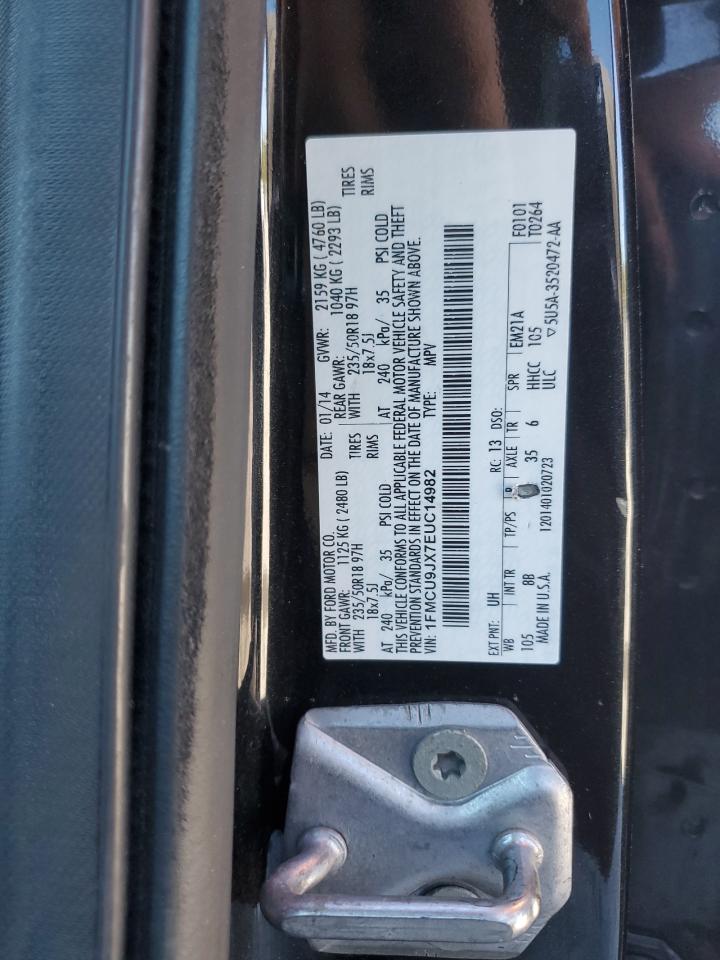 MFD. BY FORD MOTOR CO. DATE: 01/14 GVWR: 2159 KG ( 4760 LB)
FRONT GAWR: 1125 KG ( 2480 LB) REAR GAWR: 1040 KG ( 2293 LB)
WITH 235/50R18 97H TIRES WITH 235/50R18 97H TIRES
18x7.5J RIMS 18x7.5J RIMS
AT 240 kPa/ 35 PSI COLD AT 240 kPa/ 35 PSI COLD
THIS VEHICLE CONFORMS TO ALL APPLICABLE FEDERAL MOTOR VEHICLE SAFETY AND THEFT
PREVENTION STANDARDS IN EFFECT ON THE DATE OF MANUFACTURE SHOWN ABOVE.
VIN: 1FMCU9JX7EUC14982 TYPE: MPV
EXT PNT: UH RC: 13 DSO: F0101
WB INT TR TP/PS R AXLE TR SPR EM21A T0264
105 8B 35 6 HHCC 1G5
MADE IN U.S.A. 1201401020723 ULC ▽5U5A-3520472-AA